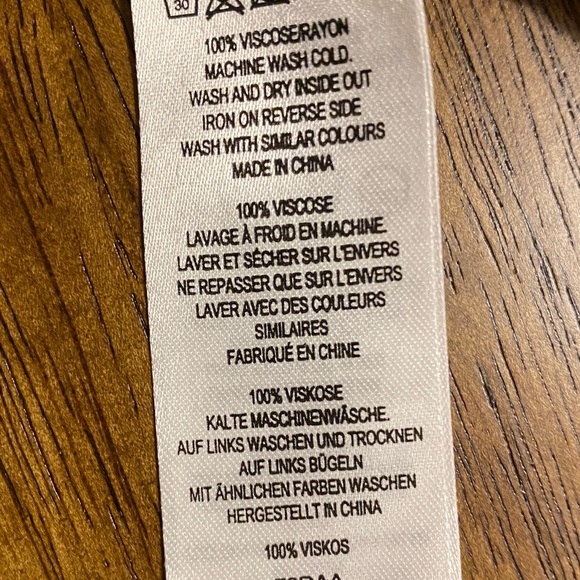 30
100% VISCOSE/RAYON
MACHINE WASH COLD.
WASH AND DRY INSIDE OUT
IRON ON REVERSE SIDE
WASH WITH SIMILAR COLOURS
MADE IN CHINA
100% VISCOSE
LAVAGE À FROID EN MACHINE.
LAVER ET SÉCHER SUR L'ENVERS
NE REPASSER QUE SUR L'ENVERS
LAVER AVEC DES COULEURS
SIMILAIRES
FABRIQUÉ EN CHINE
100% VISKOSE
KALTE MASCHINENWÄSCHE.
AUF LINKS WASCHEN UND TROCKNEN
AUF LINKS BÜGELN
MIT ÄHNLICHEN FARBEN WASCHEN
HERGESTELLT IN CHINA
100% VISKOS